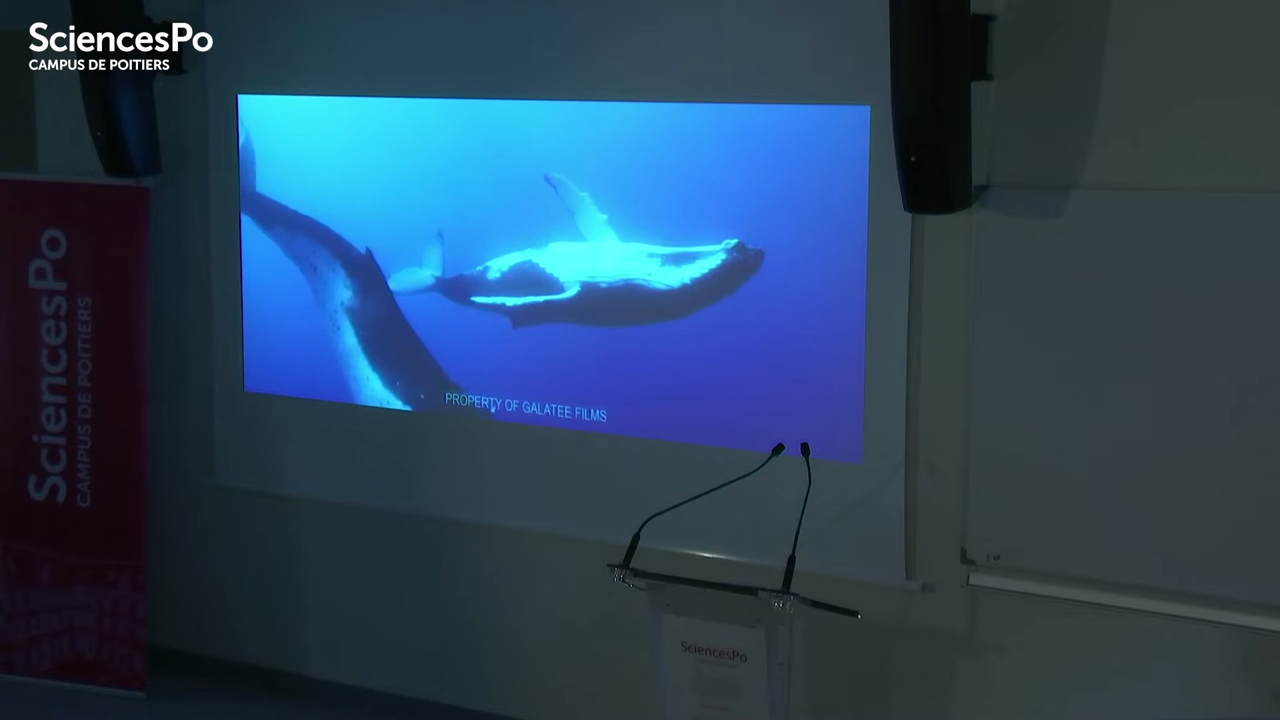 SciencesPo
CAMPUS DE POITIERS
SciencesPo
CAMPUS DE POITIERS
PROPERTY OF GALATEE FILMS
SciencesPo